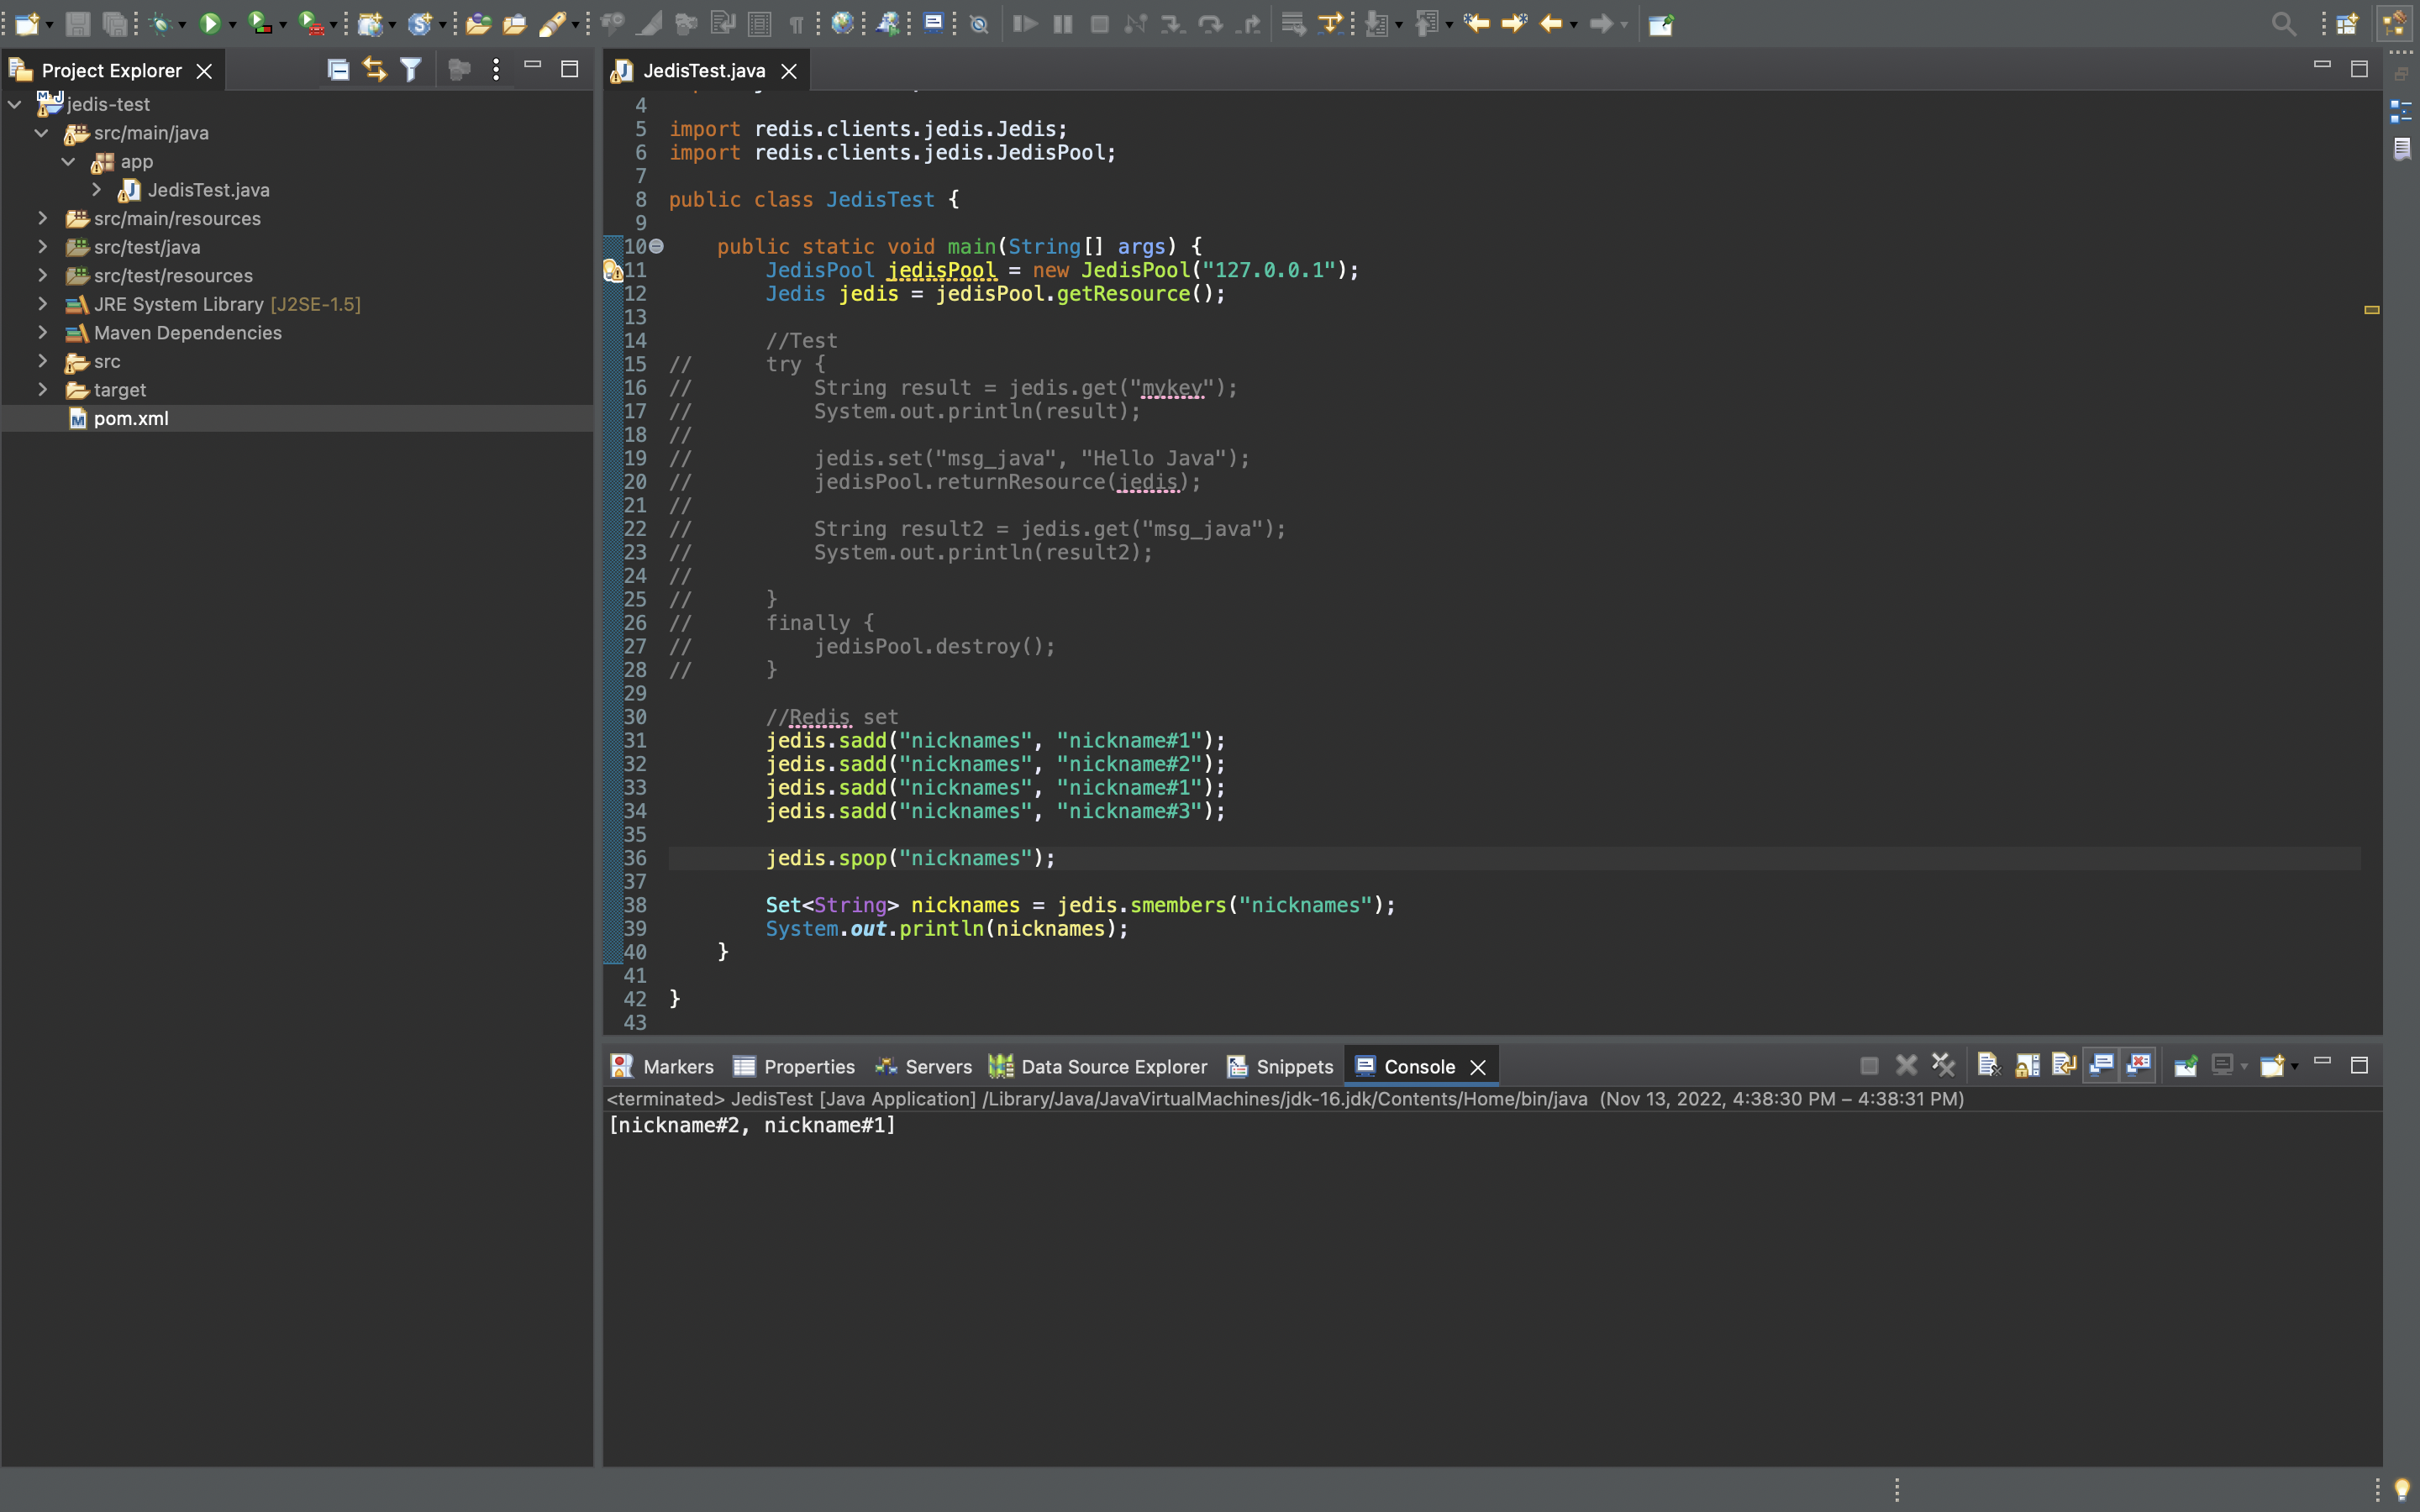 Project Explorer
jedis-test
src/main/java
app
JedisTest.java
src/main/resources
src/test/java
src/test/resources
JRE System Library [J2SE-1.5]
Maven Dependencies
src
target
pom.xml
JedisTest.java
4
5 import redis.clients.jedis.Jedis;
6 import redis.clients.jedis.JedisPool;
7
8 public class JedisTest {
9
10 public static void main(String[] args) {
11 JedisPool jedisPool = new JedisPool("127.0.0.1");
12 Jedis jedis = jedisPool.getResource();
13
14 //Test
15 // try {
16 // String result = jedis.get("mykey");
17 // System.out.println(result);
18 //
19 // jedis.set("msg_java", "Hello Java");
20 // jedisPool.returnResource(jedis);
21 //
22 // String result2 = jedis.get("msg_java");
23 // System.out.println(result2);
24 //
25 // }
26 // finally {
27 // jedisPool.destroy();
28 // }
29
30 //Redis set
31 jedis.sadd("nicknames", "nickname#1");
32 jedis.sadd("nicknames", "nickname#2");
33 jedis.sadd("nicknames", "nickname#1");
34 jedis.sadd("nicknames", "nickname#3");
35
36 jedis.spop("nicknames");
37
38 Set<String> nicknames = jedis.smembers("nicknames");
39 System.out.println(nicknames);
40 }
41
42 }
43
Markers Properties Servers Data Source Explorer Snippets Console
<terminated> JedisTest [Java Application] /Library/Java/JavaVirtualMachines/jdk-16.jdk/Contents/Home/bin/java (Nov 13, 2022, 4:38:30 PM – 4:38:31 PM)
[nickname#2, nickname#1]